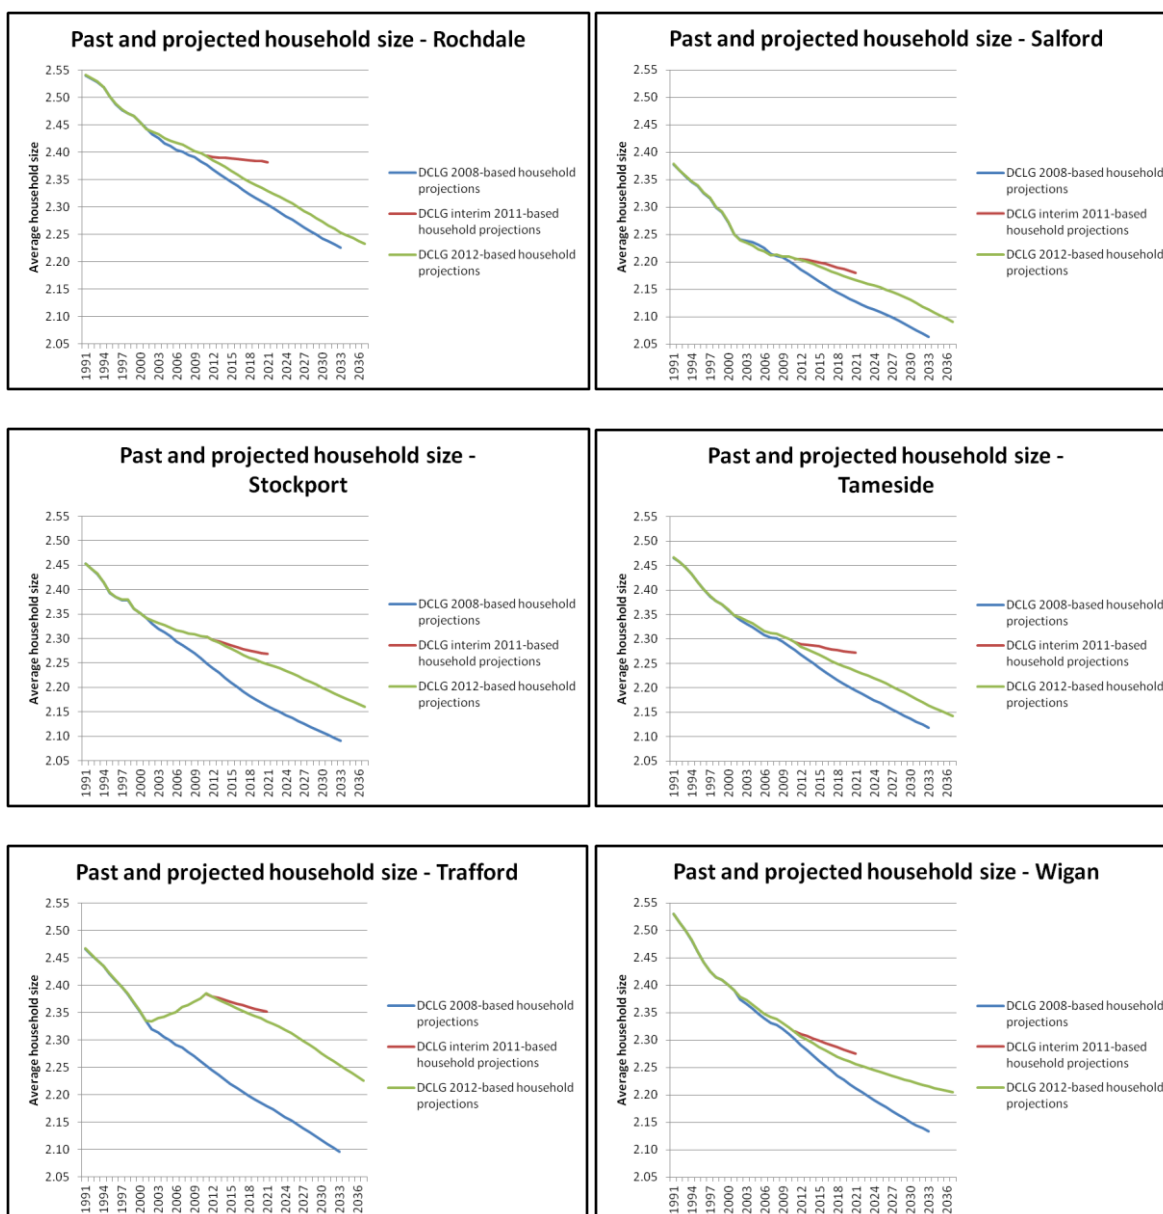 Past and projected household size - Rochdale
Average household size
2.55
2.50
2.45
2.40
2.35
2.30
2.25
2.20
2.15
2.10
2.05
1991 1994 1997 2000 2003 2006 2009 2012 2015 2018 2021 2024 2027 2030 2033 2036
DCLG 2008-based household
projections
DCLG interim 2011-based
household projections
DCLG 2012-based household
projections
Past and projected household size - Salford
Average household size
2.55
2.50
2.45
2.40
2.35
2.30
2.25
2.20
2.15
2.10
2.05
1991 1994 1997 2000 2003 2006 2009 2012 2015 2018 2021 2024 2027 2030 2033 2036
DCLG 2008-based household
projections
DCLG interim 2011-based
household projections
DCLG 2012-based household
projections
Past and projected household size -
Stockport
Average household size
2.55
2.50
2.45
2.40
2.35
2.30
2.25
2.20
2.15
2.10
2.05
1991 1994 1997 2000 2003 2006 2009 2012 2015 2018 2021 2024 2027 2030 2033 2036
DCLG 2008-based household
projections
DCLG interim 2011-based
household projections
DCLG 2012-based household
projections
Past and projected household size -
Tameside
Average household size
2.55
2.50
2.45
2.40
2.35
2.30
2.25
2.20
2.15
2.10
2.05
1991 1994 1997 2000 2003 2006 2009 2012 2015 2018 2021 2024 2027 2030 2033 2036
DCLG 2008-based household
projections
DCLG interim 2011-based
household projections
DCLG 2012-based household
projections
Past and projected household size - Trafford
Average household size
2.55
2.50
2.45
2.40
2.35
2.30
2.25
2.20
2.15
2.10
2.05
1991 1994 1997 2000 2003 2006 2009 2012 2015 2018 2021 2024 2027 2030 2033 2036
DCLG 2008-based household
projections
DCLG interim 2011-based
household projections
DCLG 2012-based household
projections
Past and projected household size - Wigan
Average household size
2.55
2.50
2.45
2.40
2.35
2.30
2.25
2.20
2.15
2.10
2.05
1991 1994 1997 2000 2003 2006 2009 2012 2015 2018 2021 2024 2027 2030 2033 2036
DCLG 2008-based household
projections
DCLG interim 2011-based
household projections
DCLG 2012-based household
projections